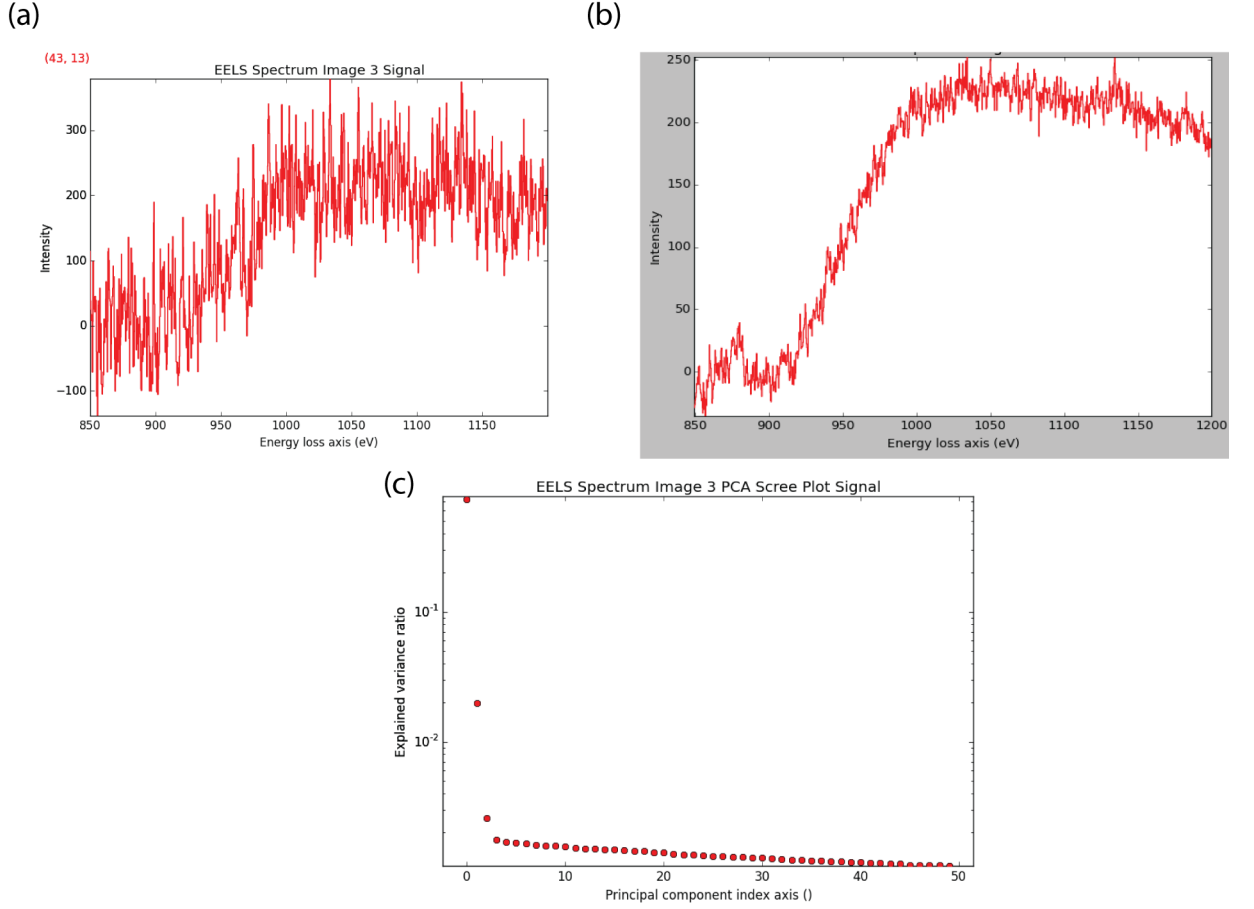 (a)
(43, 13)
EELS Spectrum Image 3 Signal
Intensity
300
200
100
0
−100
850 900 950 1000 1050 1100 1150
Energy loss axis (eV)
(b)
Intensity
250
200
150
100
50
0
850 900 950 1000 1050 1100 1150 1200
Energy loss axis (eV)
(c)
EELS Spectrum Image 3 PCA Scree Plot Signal
Explained variance ratio
10⁻¹
10⁻²
0 10 20 30 40 50
Principal component index axis ()